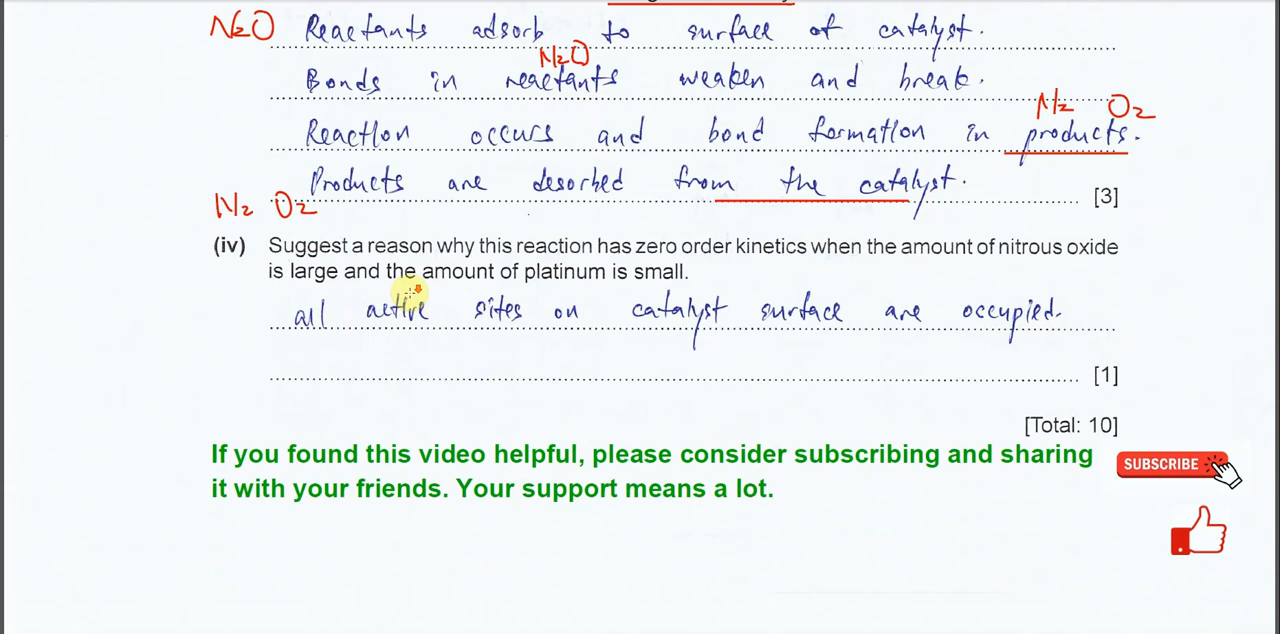 N2O Reactants adsorb to surface of catalyst.
N2O
Bonds in reactants weaken and break.
N2 O2
Reaction occurs and bond formation in products.
Products are desorbed from the catalyst.
[3]
N2 O2
(iv) Suggest a reason why this reaction has zero order kinetics when the amount of nitrous oxide
is large and the amount of platinum is small.
all active sites on catalyst surface are occupied.
[1]
[Total: 10]
If you found this video helpful, please consider subscribing and sharing
SUBSCRIBE
it with your friends. Your support means a lot.